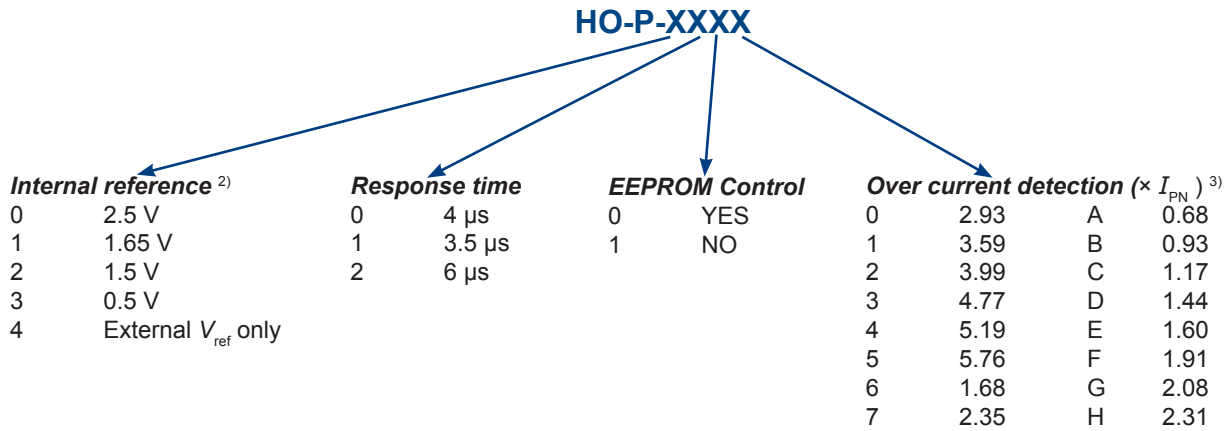 HO-P-XXXX
Internal reference 2)
0 2.5 V
1 1.65 V
2 1.5 V
3 0.5 V
4 External Vref only
Response time
0 4 µs
1 3.5 µs
2 6 µs
EEPROM Control
0 YES
1 NO
Over current detection (× IPN ) 3)
0 2.93 A 0.68
1 3.59 B 0.93
2 3.99 C 1.17
3 4.77 D 1.44
4 5.19 E 1.60
5 5.76 F 1.91
6 1.68 G 2.08
7 2.35 H 2.31